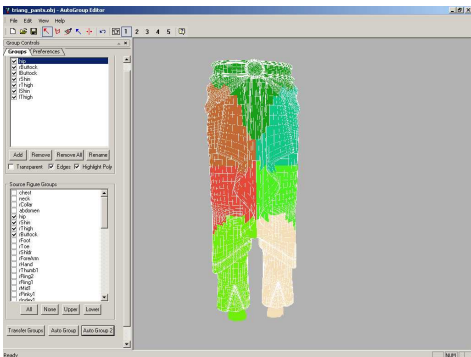 triang_pants.obj - AutoGroup Editor
File Edit View Help
1 2 3 4 5
Group Controls
Groups Preferences
hip
rButtock
lButtock
rShin
rThigh
lShin
lThigh
Add Remove Remove All Rename
Transparent Edges Highlight Poly
Source Figure Groups
chest
neck
rCollar
abdomen
hip
rShin
rThigh
rButtock
rFoot
rToe
rShldr
rForeArm
rHand
rThumb1
rRing2
rRing1
rMid1
rPinky1
rIndex1
All None Upper Lower
Transfer Groups Auto Group Auto Group 2
Ready
NUM